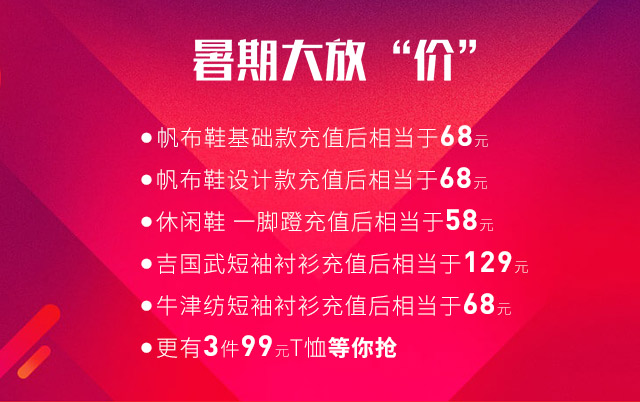 暑期大放“价”
●帆布鞋基础款充值后相当于68元
●帆布鞋设计款充值后相当于68元
●休闲鞋 一脚蹬充值后相当于58元
●吉国武短袖衬衫充值后相当于129元
●牛津纺短袖衬衫充值后相当于68元
●更有3件99元T恤等你抢